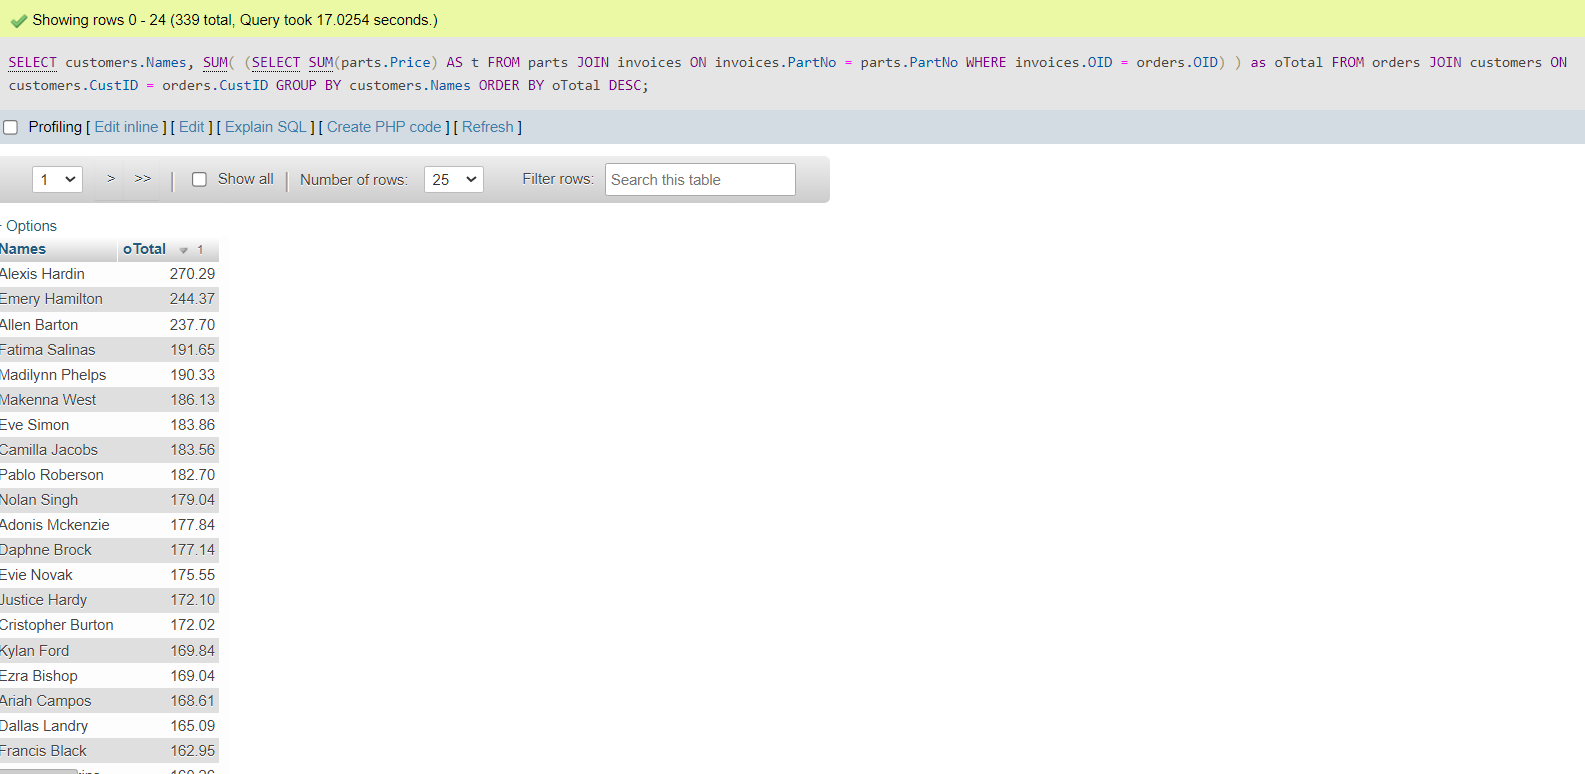 Showing rows 0 - 24 (339 total, Query took 17.0254 seconds.)
SELECT customers.Names, SUM( (SELECT SUM(parts.Price) AS t FROM parts JOIN invoices ON invoices.PartNo = parts.PartNo WHERE invoices.OID = orders.OID) ) as oTotal FROM orders JOIN customers ON
customers.CustID = orders.CustID GROUP BY customers.Names ORDER BY oTotal DESC;
Profiling [ Edit inline ] [ Edit ] [ Explain SQL ] [ Create PHP code ] [ Refresh ]
1 > >> | Show all | Number of rows: 25 Filter rows: Search this table
Options
Names oTotal 1
Alexis Hardin 270.29
Emery Hamilton 244.37
Allen Barton 237.70
Fatima Salinas 191.65
Madilynn Phelps 190.33
Makenna West 186.13
Eve Simon 183.86
Camilla Jacobs 183.56
Pablo Roberson 182.70
Nolan Singh 179.04
Adonis Mckenzie 177.84
Daphne Brock 177.14
Evie Novak 175.55
Justice Hardy 172.10
Cristopher Burton 172.02
Kylan Ford 169.84
Ezra Bishop 169.04
Ariah Campos 168.61
Dallas Landry 165.09
Francis Black 162.95